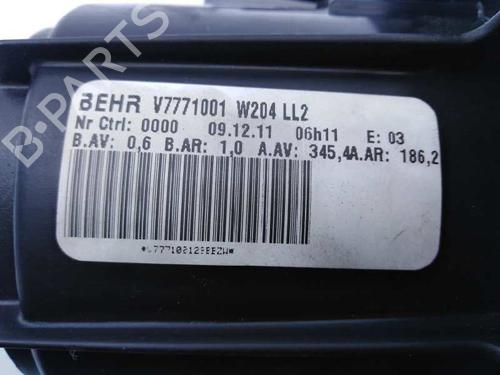 B-PARTS
BEHR V7771001 W204 LL2
Nr Ctrl: 0000 09.12.11 06h11 E: 03
B.AV: 0,6 B.AR: 1,0 A.AV: 345,4A.AR: 186,2